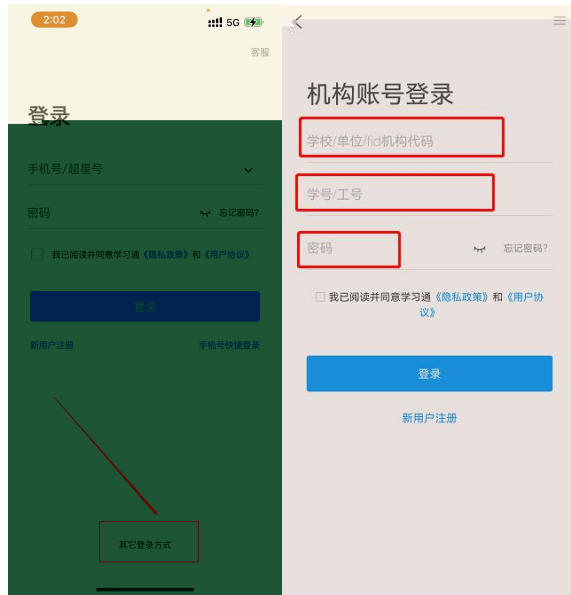 2:02
5G
客服
登录
手机号/超星号
密码
忘记密码?
我已阅读并同意学习通《隐私政策》和《用户协议》
登录
新用户注册
手机号快捷登录
其它登录方式
机构账号登录
学校/单位/fid机构代码
学号/工号
密码
忘记密码?
我已阅读并同意学习通《隐私政策》和《用户协
议》
登录
新用户注册